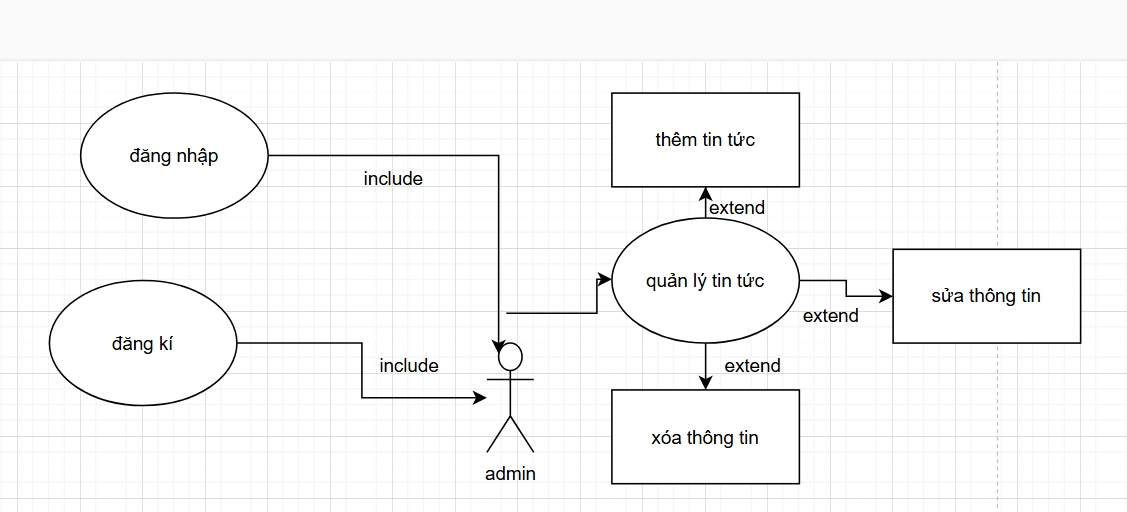 đăng nhập
include
thêm tin tức
extend
quản lý tin tức
sửa thông tin
extend
đăng kí
include
extend
xóa thông tin
admin